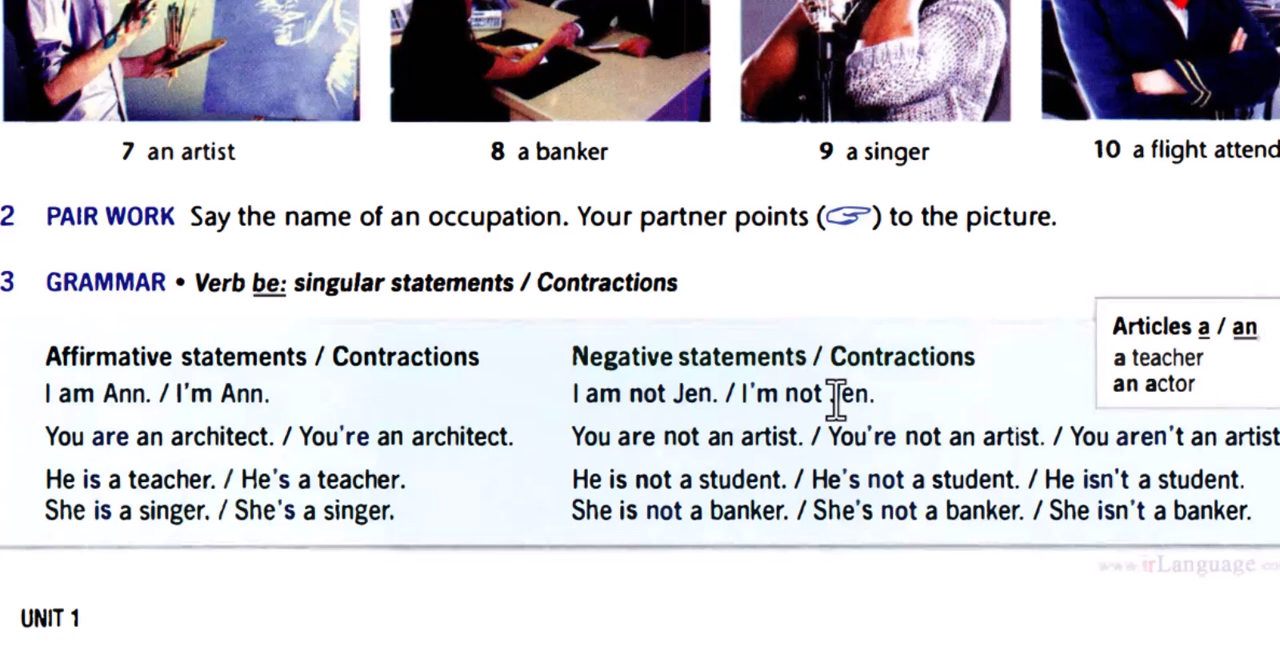 7 an artist
8 a banker
9 a singer
10 a flight attend
2 PAIR WORK Say the name of an occupation. Your partner points ( ) to the picture.
3 GRAMMAR • Verb be: singular statements / Contractions
Articles a / an
a teacher
an actor
Affirmative statements / Contractions
I am Ann. / I'm Ann.
You are an architect. / You're an architect.
He is a teacher. / He's a teacher.
She is a singer. / She's a singer.
Negative statements / Contractions
I am not Jen. / I'm not Jen.
You are not an artist. / You're not an artist. / You aren't an artist
He is not a student. / He's not a student. / He isn't a student.
She is not a banker. / She's not a banker. / She isn't a banker.
www.irLanguage
UNIT 1